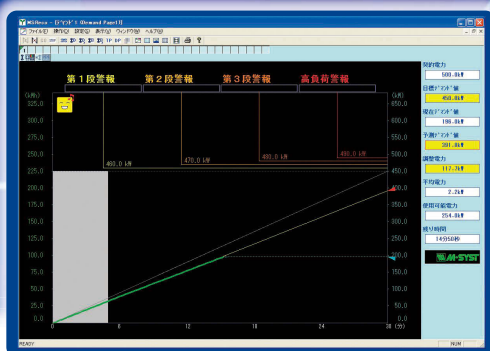 MSReco - [ﾃﾞﾏﾝﾄﾞ1 (Demand Page1)]
ファイル(F) 操作(O) 設定(S) 表示(V) ウィンドウ(W) ヘルプ(H)
第1段警報 第2段警報 第3段警報 高負荷警報
(kWh) (kW)
325.0 650.0
300.0 600.0
275.0 550.0
250.0 500.0
225.0 450.0
200.0 400.0
175.0 350.0
150.0 300.0
125.0 250.0
100.0 200.0
75.0 150.0
50.0 100.0
25.0 50.0
0.0 0.0
460.0 kW
470.0 kW
480.0 kW
490.0 kW
0 6 12 18 24 30 (分)
契約電力
500.0kW
目標ﾃﾞﾏﾝﾄﾞ値
450.0kW
現在ﾃﾞﾏﾝﾄﾞ値
196.0kW
予測ﾃﾞﾏﾝﾄﾞ値
391.0kW
調整電力
117.7kW
平均電力
2.2kW
使用可能電力
254.0kW
残り時間
14分50秒
M-SYST
READY
NUM